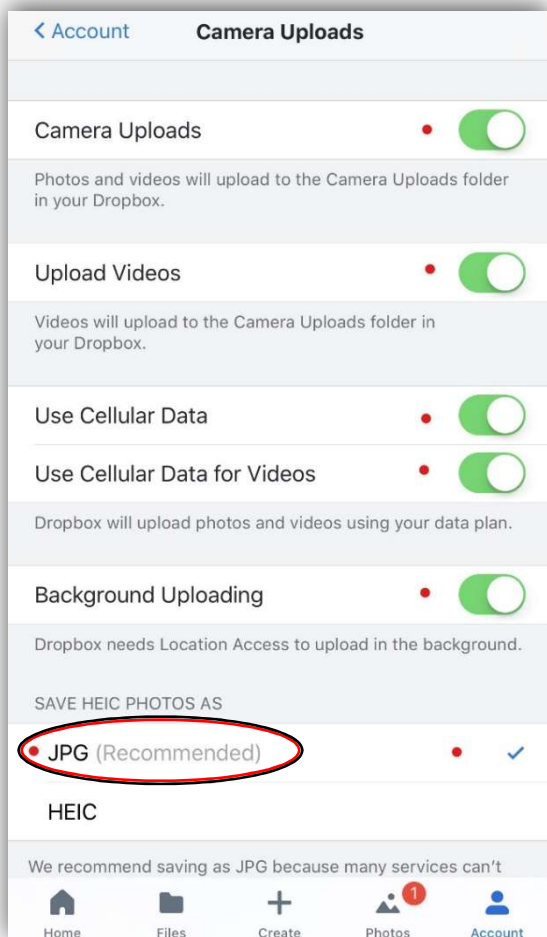 Account Camera Uploads
Camera Uploads
Photos and videos will upload to the Camera Uploads folder
in your Dropbox.
Upload Videos
Videos will upload to the Camera Uploads folder in
your Dropbox.
Use Cellular Data
Use Cellular Data for Videos
Dropbox will upload photos and videos using your data plan.
Background Uploading
Dropbox needs Location Access to upload in the background.
SAVE HEIC PHOTOS AS
JPG (Recommended)
HEIC
We recommend saving as JPG because many services can't
1
Home Files Create Photos Account